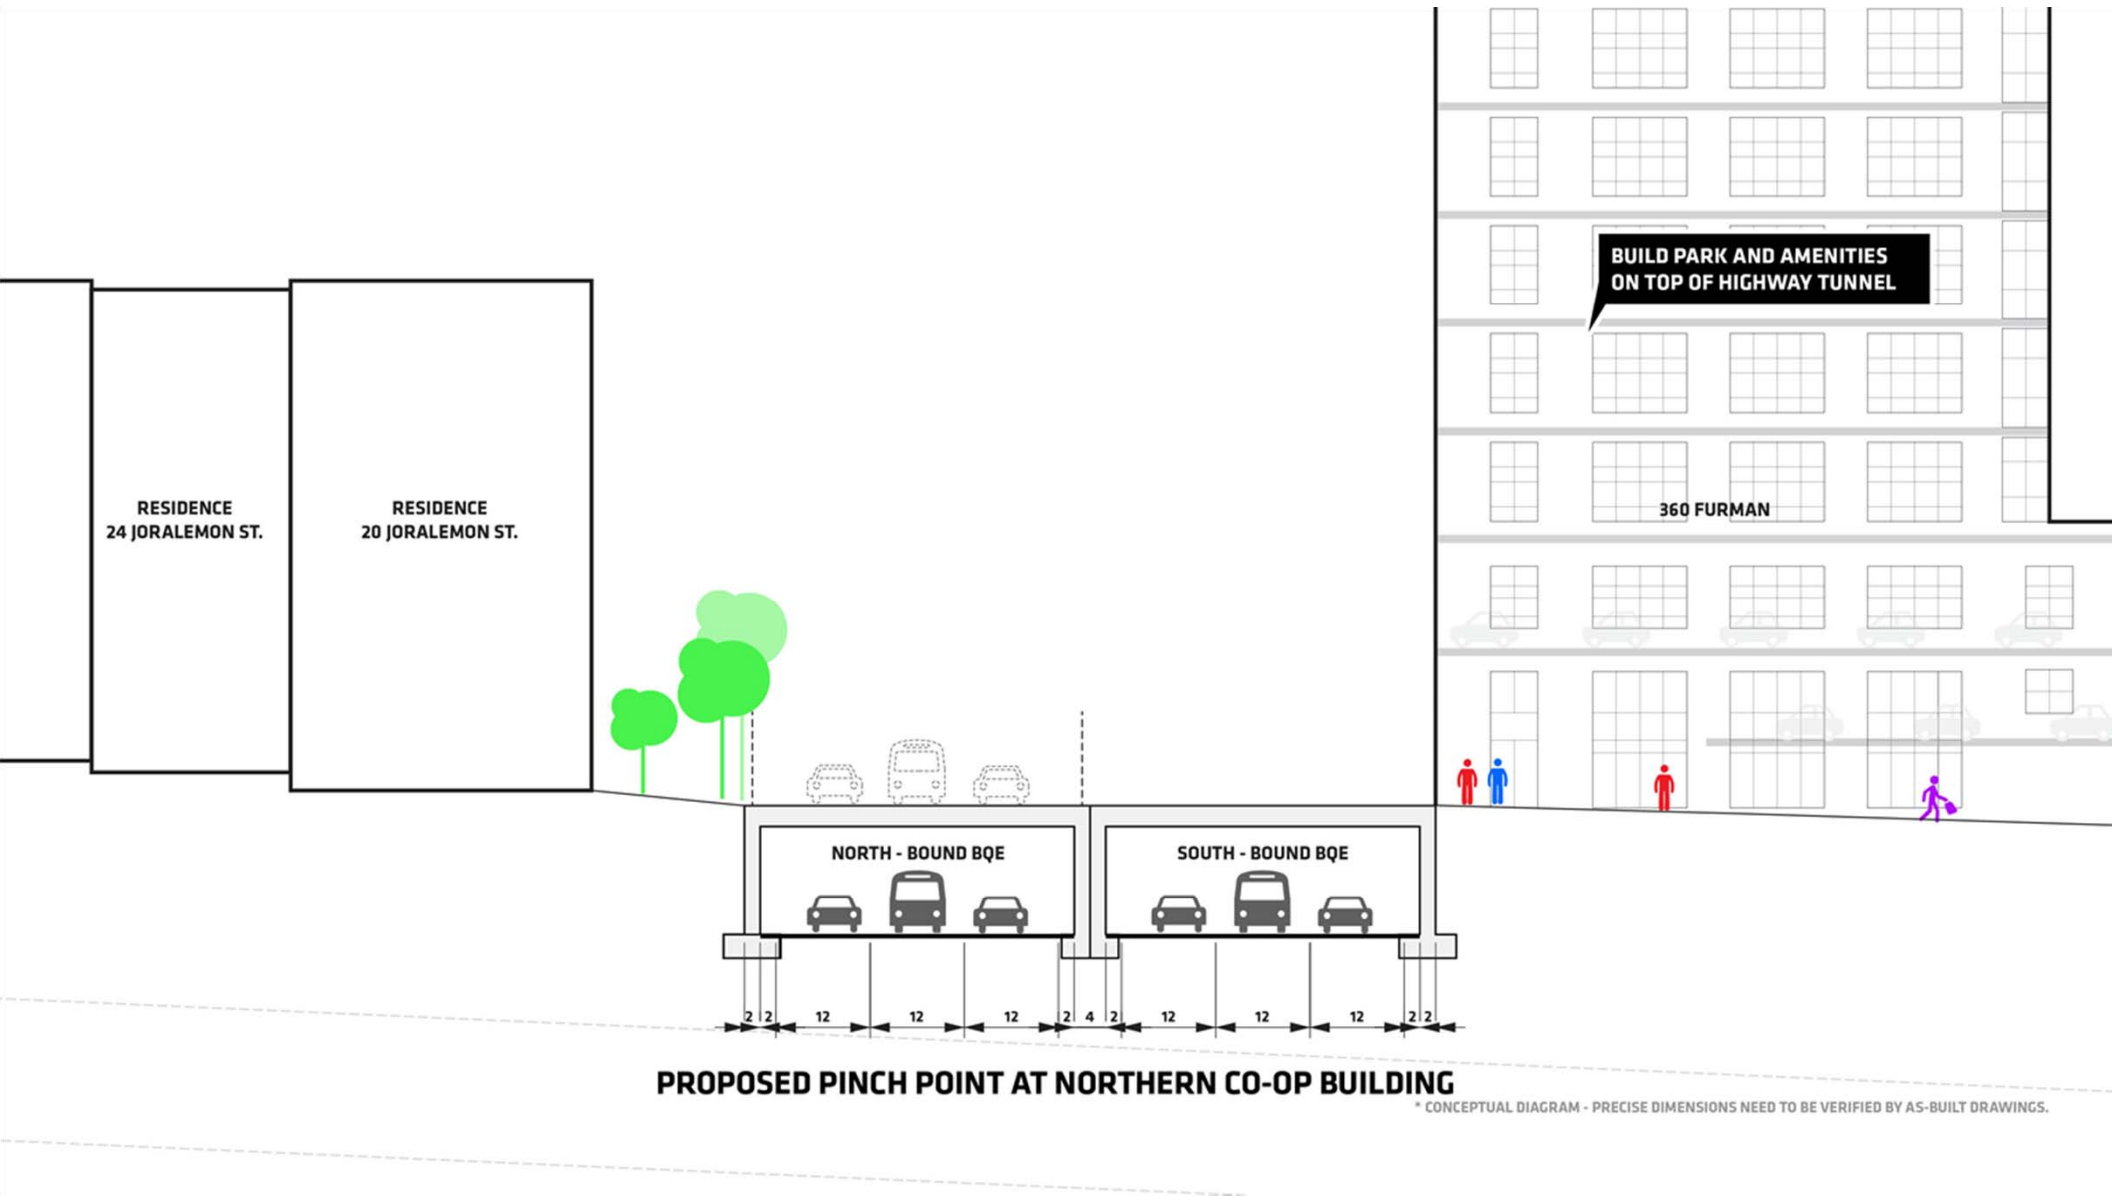 BUILD PARK AND AMENITIES
ON TOP OF HIGHWAY TUNNEL
RESIDENCE
24 JORALEMON ST.
RESIDENCE
20 JORALEMON ST.
360 FURMAN
NORTH - BOUND BQE
SOUTH - BOUND BQE
2 2 12 12 12 2 4 2 12 12 12 2 2
PROPOSED PINCH POINT AT NORTHERN CO-OP BUILDING
* CONCEPTUAL DIAGRAM - PRECISE DIMENSIONS NEED TO BE VERIFIED BY AS-BUILT DRAWINGS.